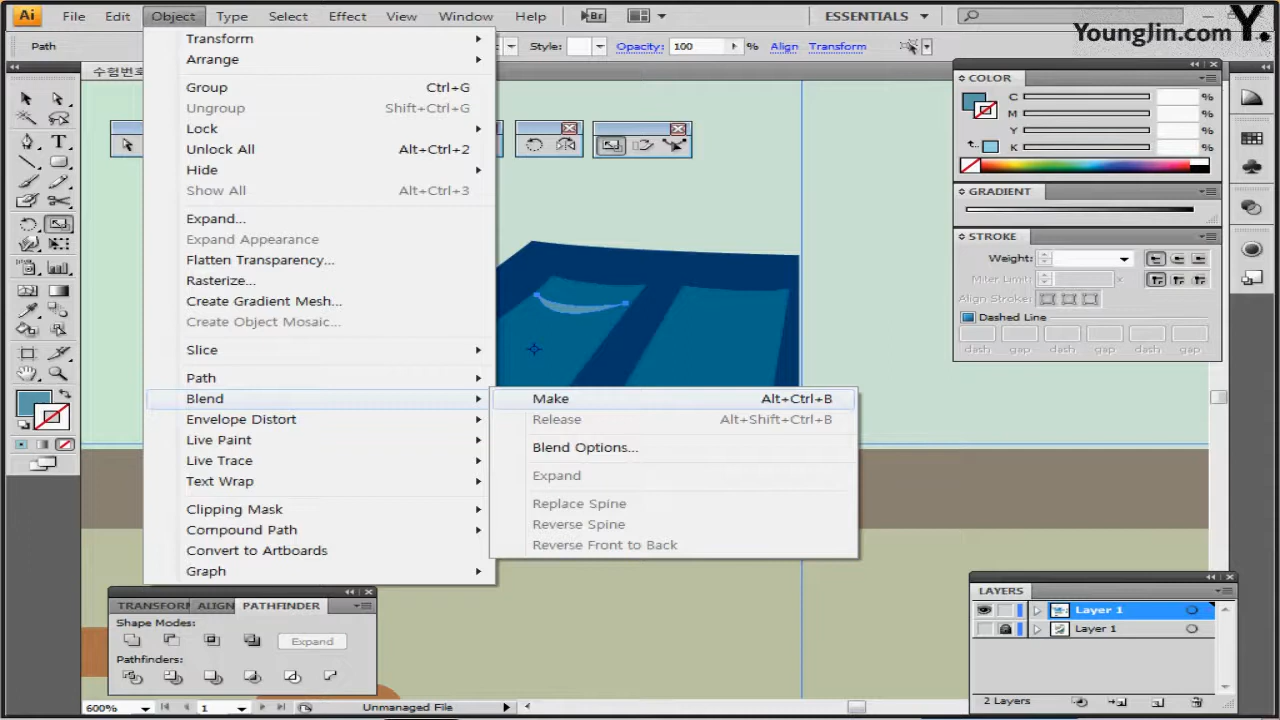 Ai File Edit Object Type Select Effect View Window Help Br ESSENTIALS
YoungJin.com Y.
Path Style: Opacity: 100 % Align Transform
수험번호
Transform
Arrange
Group Ctrl+G
Ungroup Shift+Ctrl+G
Lock
Unlock All Alt+Ctrl+2
Hide
Show All Alt+Ctrl+3
Expand...
Expand Appearance
Flatten Transparency...
Rasterize...
Create Gradient Mesh...
Create Object Mosaic...
Slice
Path
Blend
Envelope Distort
Live Paint
Live Trace
Text Wrap
Clipping Mask
Compound Path
Convert to Artboards
Graph
Make Alt+Ctrl+B
Release Alt+Shift+Ctrl+B
Blend Options...
Expand
Replace Spine
Reverse Spine
Reverse Front to Back
COLOR
C %
M %
Y %
K %
GRADIENT
STROKE
Weight:
Miter Limit: x
Align Stroke:
Dashed Line
dash gap dash gap dash gap
TRANSFORM ALIGN PATHFINDER
Shape Modes:
Expand
Pathfinders:
LAYERS
Layer 1
Layer 1
2 Layers
600% 1 Unmanaged File